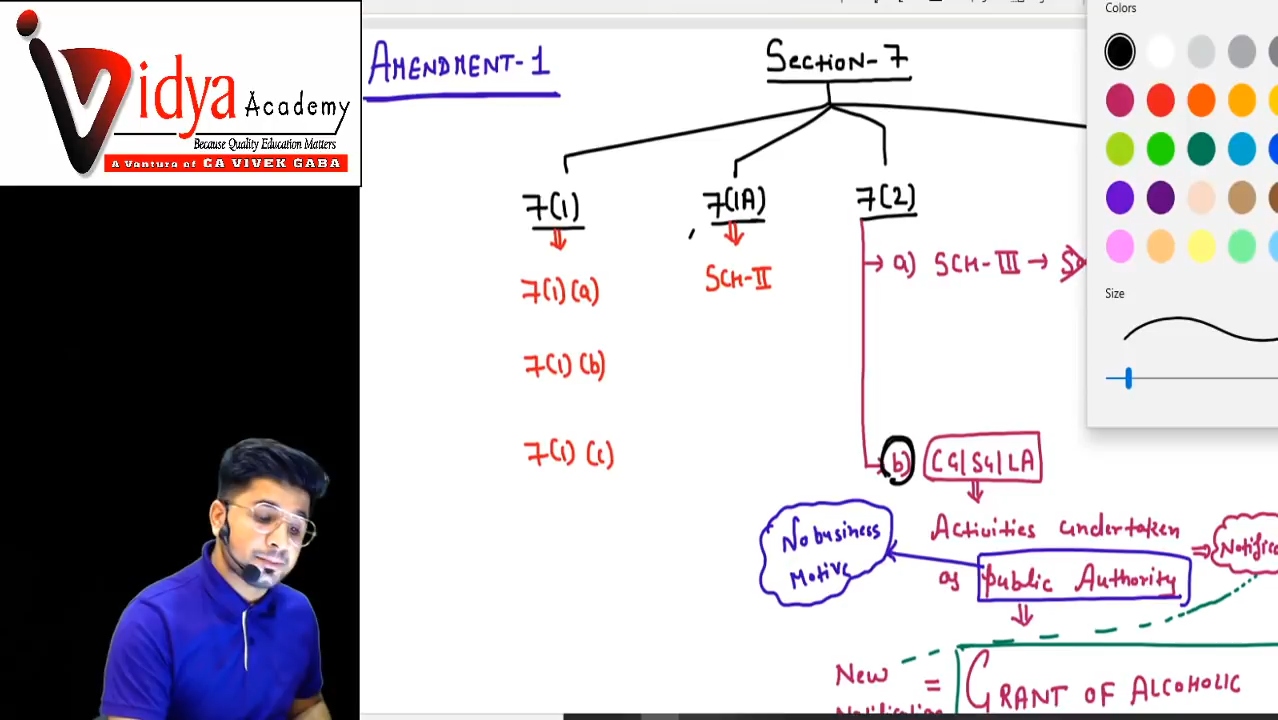 Vidya Academy
Because Quality Education Matters
A Ventura of CA VIVEK GABA
AMENDMENT-1
SECTION-7
7(1)
7(1A)
7(2)
7(1)(a)
7(1)(b)
7(1)(c)
SCH-II
a) SCH-III →
b) CG/SG/LA
Activities undertaken
as public Authority
No business
Motive
New
= GRANT OF ALCOHOLIC
Colors
Size